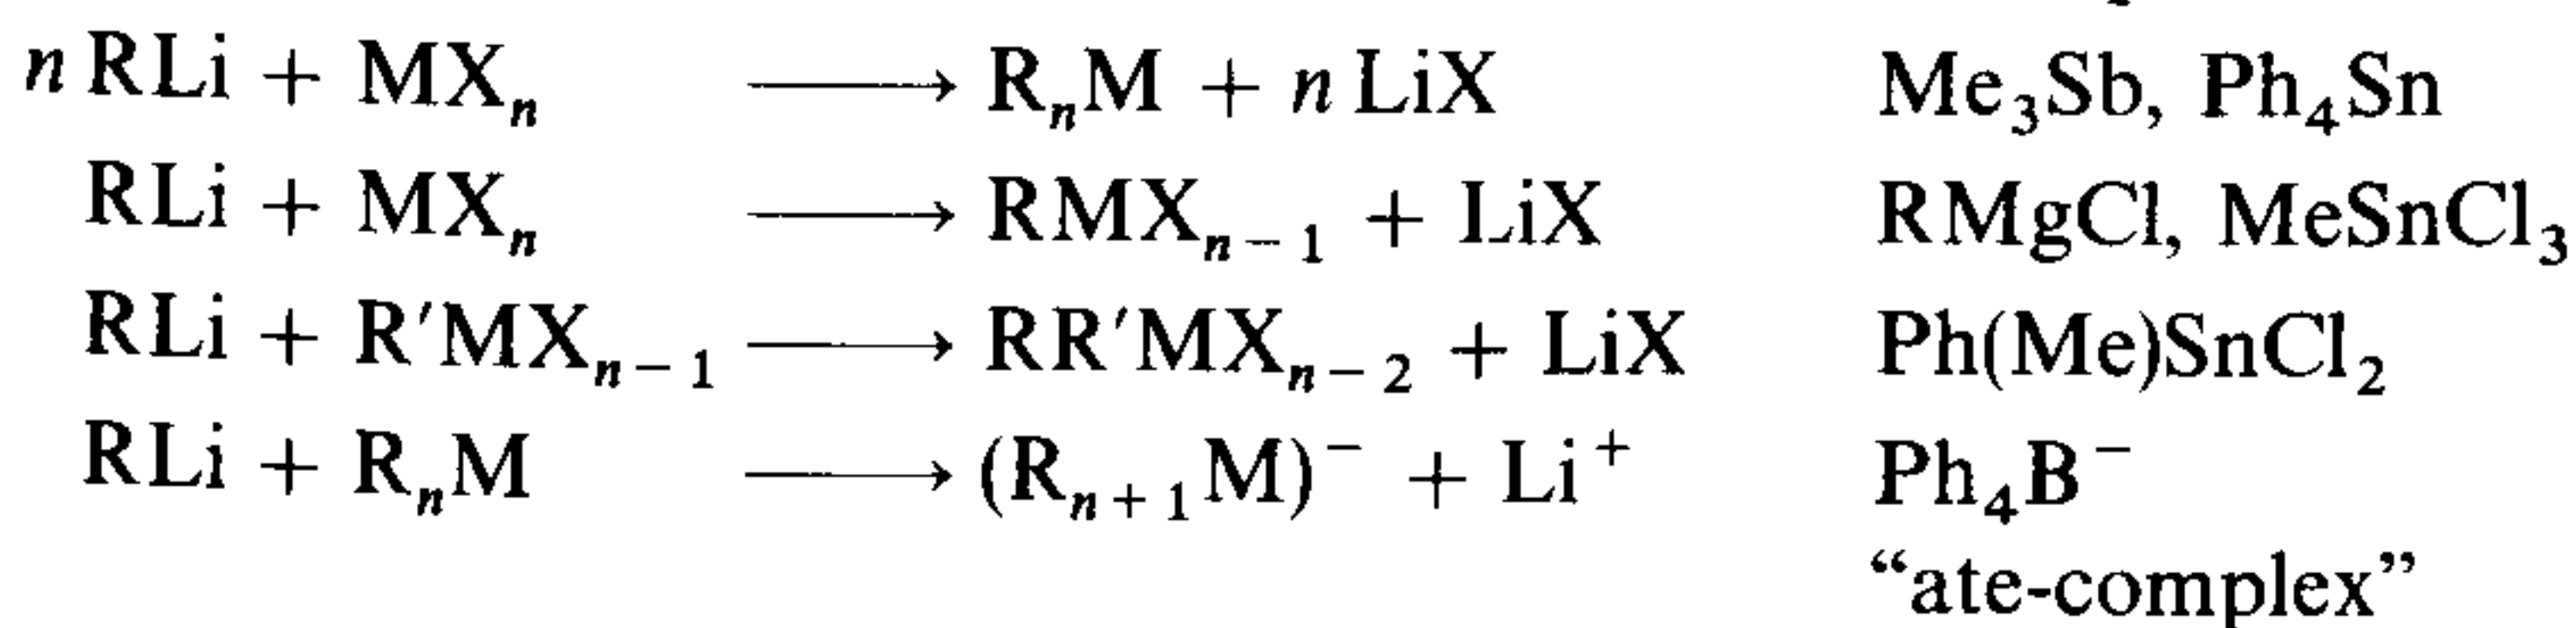 n RLi + MXₙ ⟶ RₙM + n LiX Me₃Sb, Ph₄Sn
RLi + MXₙ ⟶ RMXₙ₋₁ + LiX RMgCl, MeSnCl₃
RLi + R′MXₙ₋₁ ⟶ RR′MXₙ₋₂ + LiX Ph(Me)SnCl₂
RLi + RₙM ⟶ (Rₙ₊₁M)⁻ + Li⁺ Ph₄B⁻
“ate-complex”